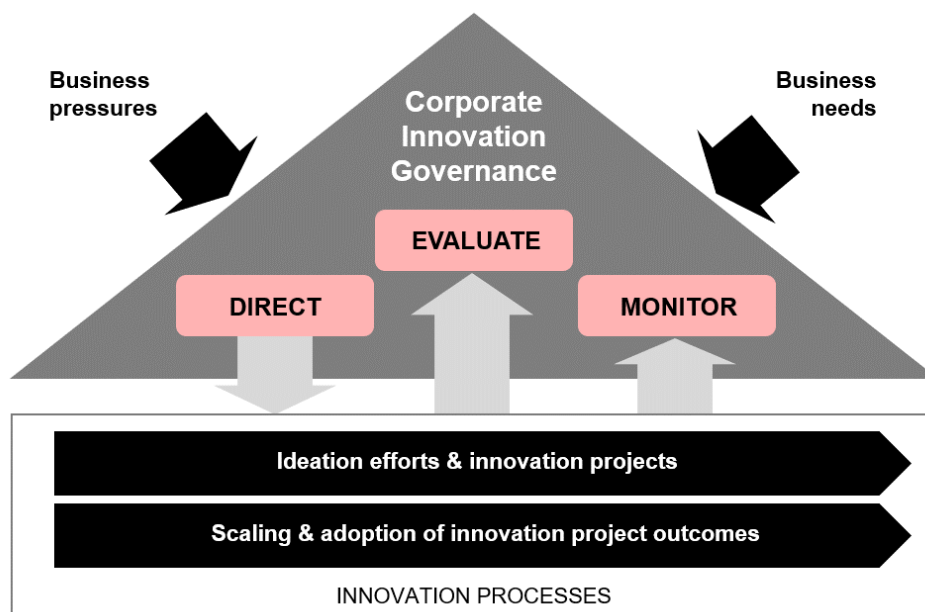 Business
pressures
Business
needs
Corporate
Innovation
Governance
EVALUATE
DIRECT
MONITOR
Ideation efforts & innovation projects
Scaling & adoption of innovation project outcomes
INNOVATION PROCESSES